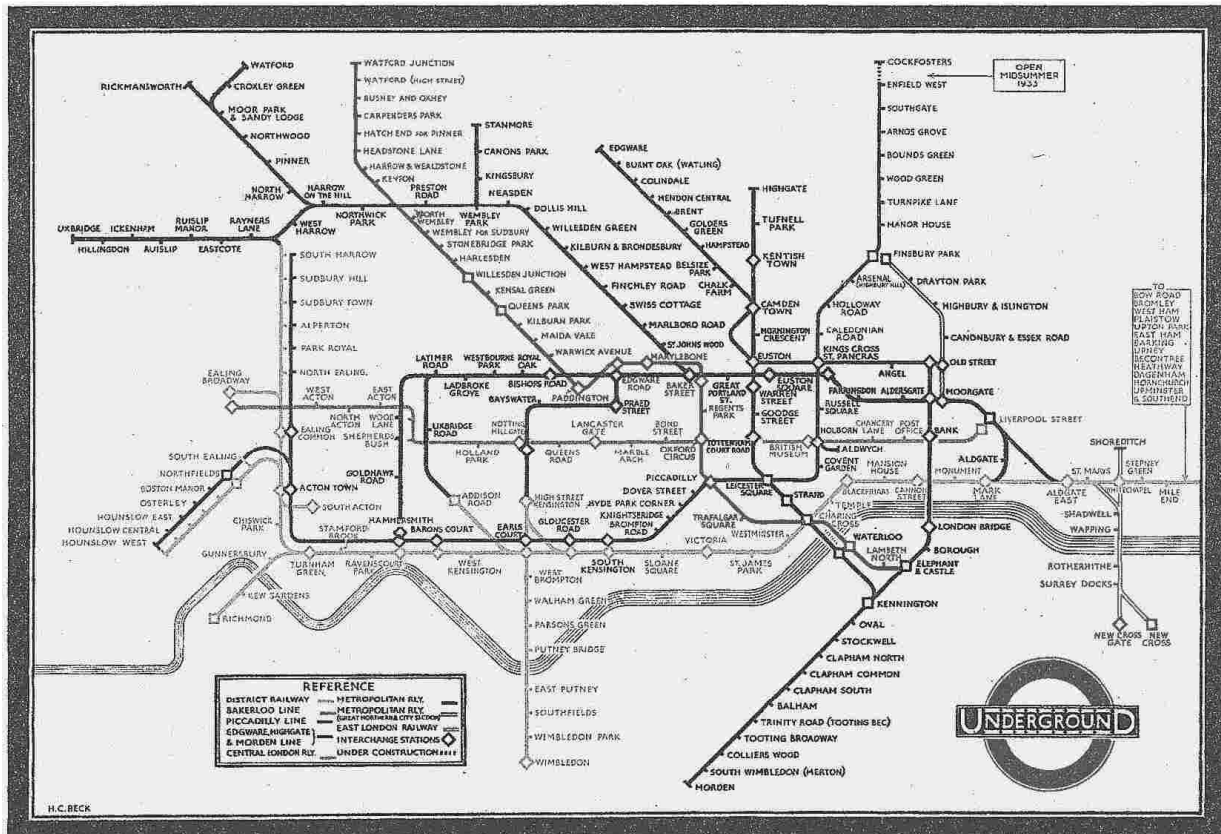 WATFORD
RICKMANSWORTH
CROXLEY GREEN
MOOR PARK
& SANDY LODGE
NORTHWOOD
PINNER
NORTH
HARROW
HARROW
ON THE HILL
NORTHWICK
PARK
PRESTON
ROAD
WEST
HARROW
RAYNERS
LANE
EASTCOTE
RUISLIP
MANOR
RUISLIP
ICKENHAM
HILLINGDON
UXBRIDGE
WATFORD JUNCTION
WATFORD (HIGH STREET)
BUSHEY AND OXHEY
CARPENDERS PARK
HATCH END FOR PINNER
HEADSTONE LANE
HARROW & WEALDSTONE
KENTON
NORTH
WEMBLEY
WEMBLEY FOR SUDBURY
STONEBRIDGE PARK
HARLESDEN
WILLESDEN JUNCTION
KENSAL GREEN
QUEENS PARK
KILBURN PARK
MAIDA VALE
WARWICK AVENUE
STANMORE
CANONS PARK
KINGSBURY
WEMBLEY
PARK
NEASDEN
DOLLIS HILL
WILLESDEN GREEN
KILBURN & BRONDESBURY
WEST HAMPSTEAD
FINCHLEY ROAD
SWISS COTTAGE
MARLBORO ROAD
ST. JOHNS WOOD
EDGWARE
BURNT OAK (WATLING)
COLINDALE
HENDON CENTRAL
BRENT
GOLDERS
GREEN
HAMPSTEAD
BELSIZE
PARK
CHALK
FARM
HIGHGATE
TUFNELL
PARK
KENTISH
TOWN
CAMDEN
TOWN
MORNINGTON
CRESCENT
EUSTON
COCKFOSTERS
OPEN
MIDSUMMER
1933
ENFIELD WEST
SOUTHGATE
ARNOS GROVE
BOUNDS GREEN
WOOD GREEN
TURNPIKE LANE
MANOR HOUSE
FINSBURY PARK
ARSENAL
(HIGHBURY HILL)
DRAYTON PARK
HOLLOWAY
ROAD
HIGHBURY & ISLINGTON
CALEDONIAN
ROAD
CANONBURY & ESSEX ROAD
KINGS CROSS
ST. PANCRAS
ANGEL
OLD STREET
TO
BOW ROAD
BROMLEY
WEST HAM
PLAISTOW
UPTON PARK
EAST HAM
BARKING
UPNEY
BECONTREE
HEATHWAY
DAGENHAM
HORNCHURCH
UPMINSTER
& SOUTHEND
SOUTH HARROW
SUDBURY HILL
SUDBURY TOWN
ALPERTON
PARK ROYAL
NORTH EALING
EALING
BROADWAY
WEST
ACTON
EAST
ACTON
NORTH
ACTON
WOOD
LANE
SHEPHERDS
BUSH
LATIMER
ROAD
LADBROKE
GROVE
WESTBOURNE
PARK
ROYAL
OAK
BISHOPS ROAD
PADDINGTON
BAYSWATER
EDGWARE
ROAD
PRAED
STREET
MARYLEBONE
BAKER
STREET
GREAT
PORTLAND
ST.
REGENTS
PARK
EUSTON
SQUARE
WARREN
STREET
GOODGE
STREET
RUSSELL
SQUARE
FARRINGDON
ALDERSGATE
MOORGATE
LIVERPOOL STREET
UXBRIDGE
ROAD
HOLLAND
PARK
NOTTING
HILL GATE
QUEENS
ROAD
LANCASTER
GATE
MARBLE
ARCH
BOND
STREET
OXFORD
CIRCUS
TOTTENHAM
COURT ROAD
BRITISH
MUSEUM
HOLBORN
CHANCERY
LANE
POST
OFFICE
BANK
ALDWYCH
COVENT
GARDEN
EALING
COMMON
SOUTH EALING
NORTHFIELDS
BOSTON MANOR
OSTERLEY
HOUNSLOW EAST
HOUNSLOW CENTRAL
HOUNSLOW WEST
ACTON TOWN
SOUTH ACTON
CHISWICK
PARK
GUNNERSBURY
KEW GARDENS
RICHMOND
TURNHAM
GREEN
STAMFORD
BROOK
RAVENSCOURT
PARK
GOLDHAWK
ROAD
HAMMERSMITH
BARONS COURT
WEST
KENSINGTON
ADDISON
ROAD
EARLS
COURT
HIGH STREET
KENSINGTON
GLOUCESTER
ROAD
SOUTH
KENSINGTON
SLOANE
SQUARE
VICTORIA
ST. JAMES
PARK
WESTMINSTER
PICCADILLY
DOVER STREET
HYDE PARK CORNER
KNIGHTSBRIDGE
BROMPTON
ROAD
LEICESTER
SQUARE
TRAFALGAR
SQUARE
STRAND
CHARING
CROSS
TEMPLE
BLACKFRIARS
MANSION
HOUSE
CANNON
STREET
MONUMENT
MARK
LANE
ALDGATE
ALDGATE
EAST
ST. MARYS
SHOREDITCH
STEPNEY
GREEN
WHITECHAPEL
MILE
END
SHADWELL
WAPPING
ROTHERHITHE
SURREY DOCKS
NEW CROSS
GATE
NEW
CROSS
WATERLOO
LAMBETH
NORTH
LONDON BRIDGE
BOROUGH
ELEPHANT
& CASTLE
KENNINGTON
OVAL
STOCKWELL
CLAPHAM NORTH
CLAPHAM COMMON
CLAPHAM SOUTH
BALHAM
TRINITY ROAD (TOOTING BEC)
TOOTING BROADWAY
COLLIERS WOOD
SOUTH WIMBLEDON (MERTON)
MORDEN
WEST
BROMPTON
WALHAM GREEN
PARSONS GREEN
PUTNEY BRIDGE
EAST PUTNEY
SOUTHFIELDS
WIMBLEDON PARK
WIMBLEDON
REFERENCE
DISTRICT RAILWAY
BAKERLOO LINE
PICCADILLY LINE
EDGWARE, HIGHGATE
& MORDEN LINE
CENTRAL LONDON RLY.
METROPOLITAN RLY.
METROPOLITAN RLY.
(GREAT NORTHERN & CITY SECTION)
EAST LONDON RAILWAY
INTERCHANGE STATIONS
UNDER CONSTRUCTION
UNDERGROUND
H.C. BECK